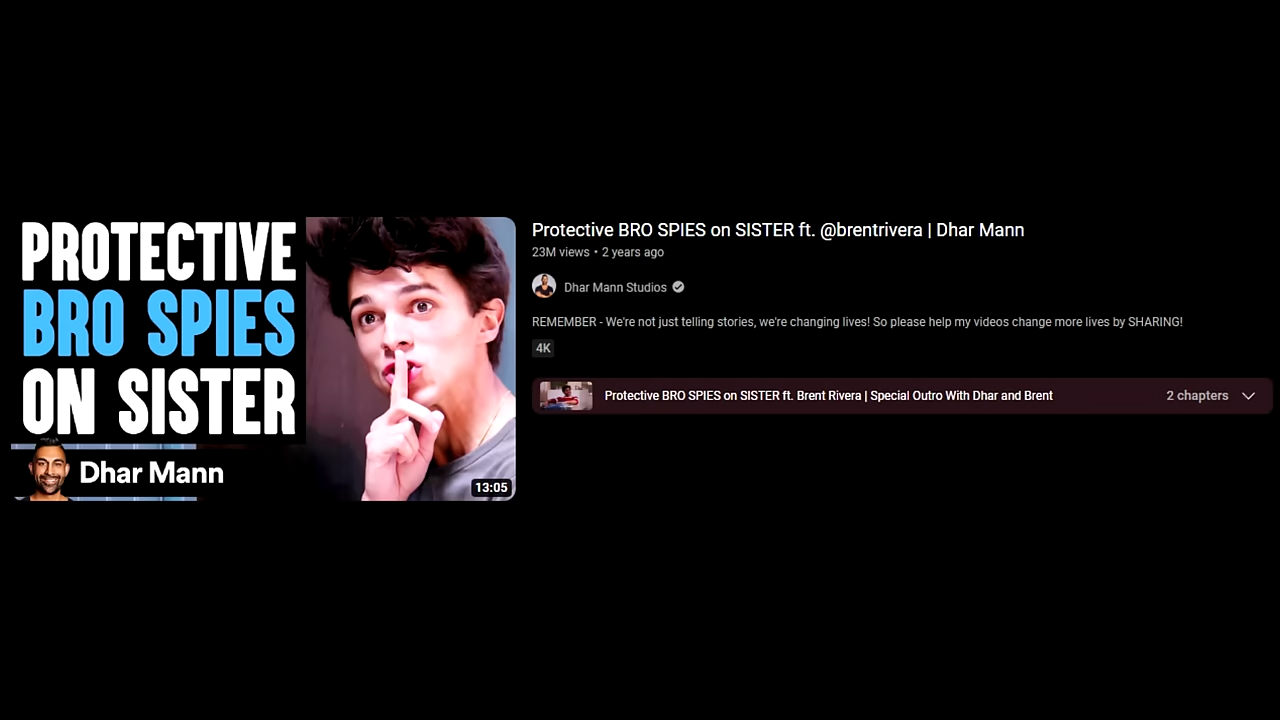 PROTECTIVE
BRO SPIES
ON SISTER
Dhar Mann
13:05
Protective BRO SPIES on SISTER ft. @brentrivera | Dhar Mann
23M views • 2 years ago
Dhar Mann Studios
REMEMBER - We're not just telling stories, we're changing lives! So please help my videos change more lives by SHARING!
4K
Protective BRO SPIES on SISTER ft. Brent Rivera | Special Outro With Dhar and Brent
2 chapters